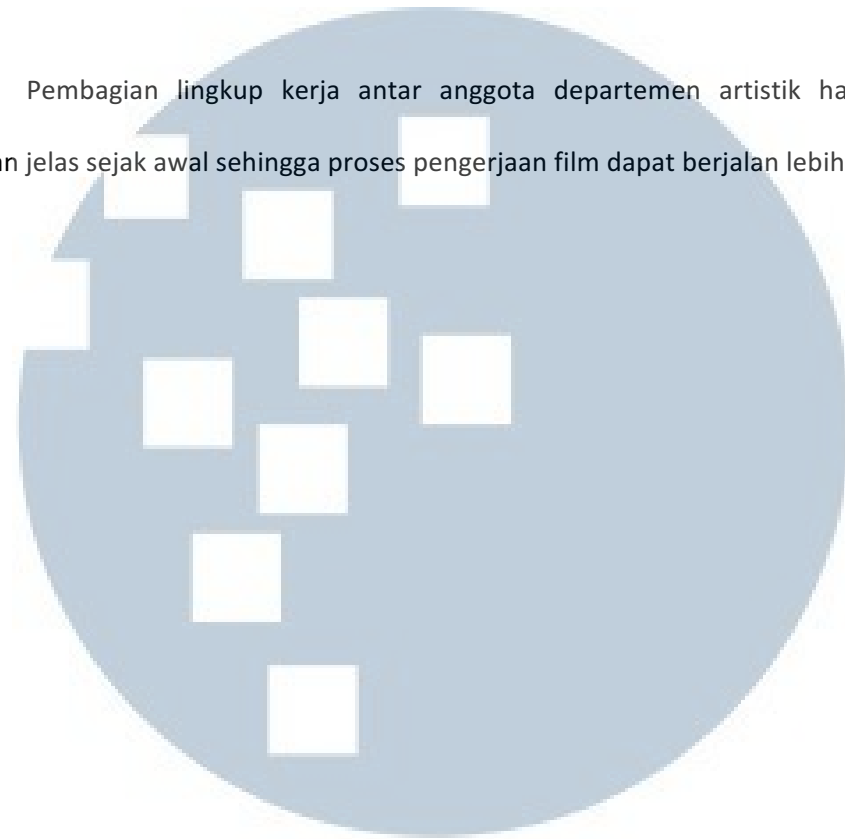 Pembagian lingkup kerja antar anggota departemen artistik ha
an jelas sejak awal sehingga proses pengerjaan film dapat berjalan lebih